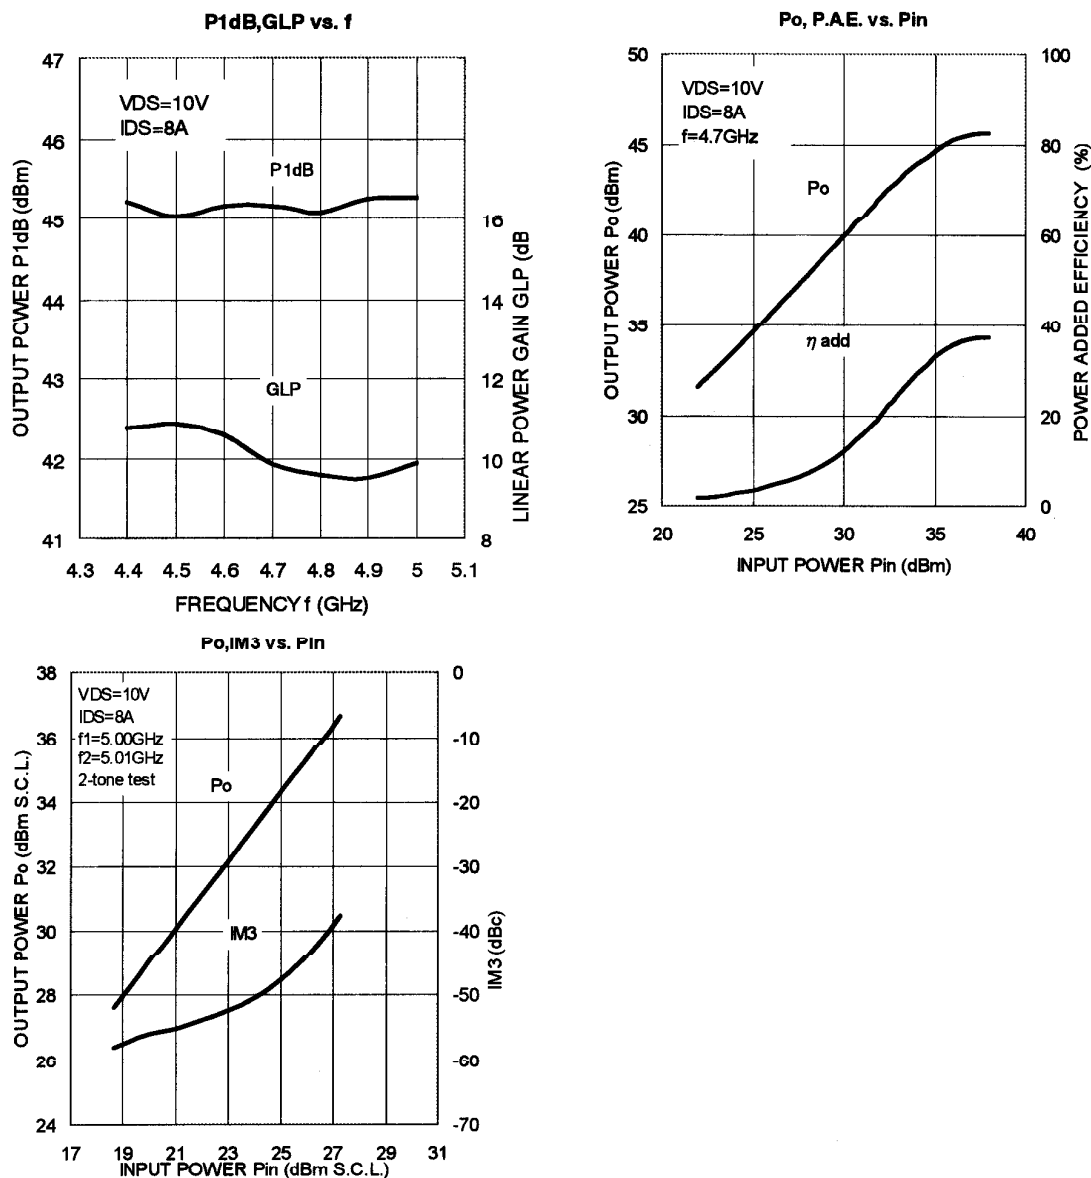 P1dB,GLP vs. f
47
46
45
44
43
42
41
OUTPUT POWER P1dB (dBm)
VDS=10V
IDS=8A
P1dB
GLP
16
14
12
10
8
LINEAR POWER GAIN GLP (dB
4.3 4.4 4.5 4.6 4.7 4.8 4.9 5 5.1
FREQUENCY f (GHz)
Po, P.A.E. vs. Pin
50
45
40
35
30
25
OUTPUT POWER Po (dBm)
VDS=10V
IDS=8A
f=4.7GHz
Po
η add
100
80
60
40
20
0
POWER ADDED EFFICIENCY (%)
20 25 30 35 40
INPUT POWER Pin (dBm)
Po,IM3 vs. Pin
38
36
34
32
30
28
26
24
OUTPUT POWER Po (dBm S.C.L.)
VDS=10V
IDS=8A
f1=5.00GHz
f2=5.01GHz
2-tone test
Po
IM3
0
-10
-20
-30
-40
-50
-60
-70
IM3 (dBc)
17 19 21 23 25 27 29 31
INPUT POWER Pin (dBm S.C.L.)